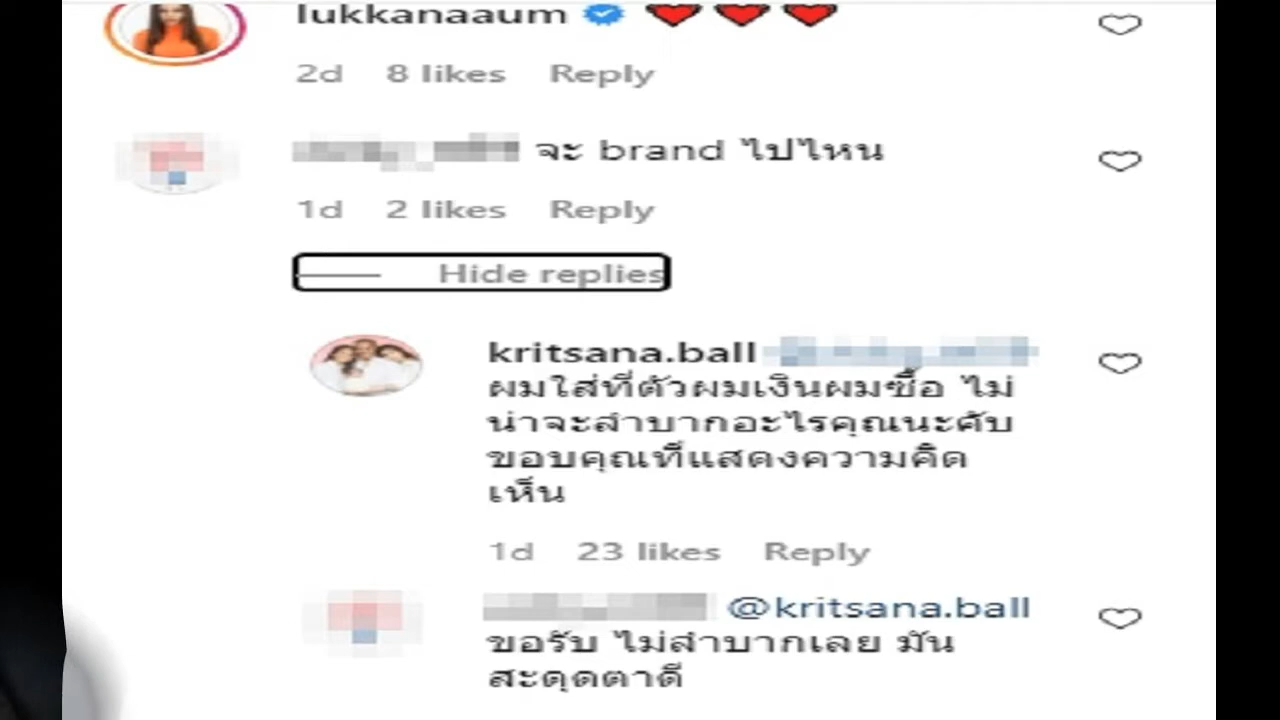 lukkanaaum
2d 8 likes Reply
จะ brand ไปไหน
1d 2 likes Reply
Hide replies
kritsana.ball
ผมใส่ที่ตัวผมเงินผมซื้อ ไม่
น่าจะลำบากอะไรคุณนะคับ
ขอบคุณที่แสดงความคิด
เห็น
1d 23 likes Reply
@kritsana.ball
ขอรับ ไม่ลำบากเลย มัน
สะดุดตาดี